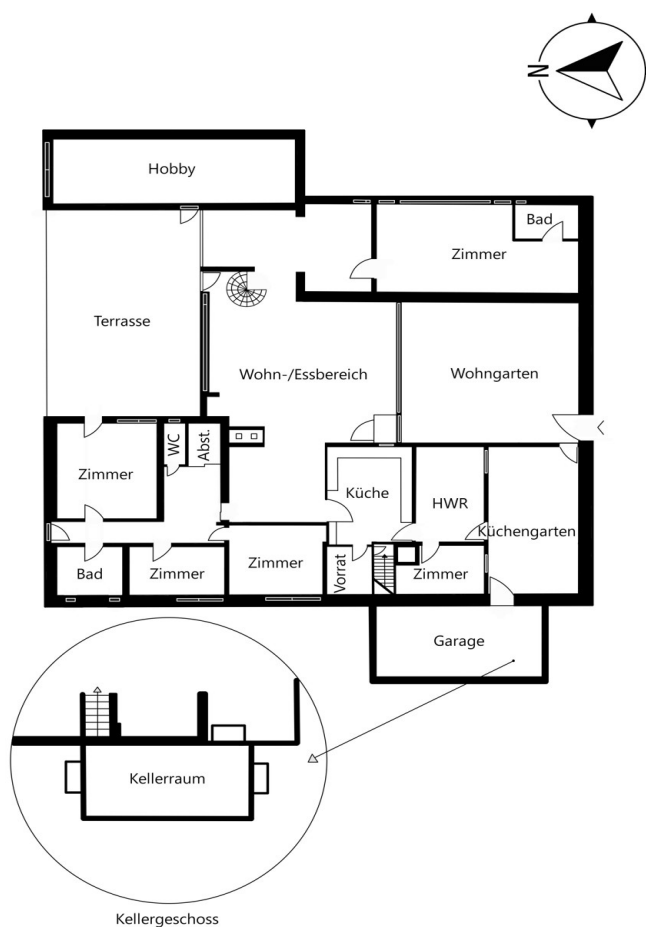 N
Hobby
Bad
Zimmer
Terrasse
Wohn-/Essbereich
Wohngarten
WC
Abst.
Zimmer
Küche
HWR
Küchengarten
Bad
Zimmer
Zimmer
Vorrat
Zimmer
Garage
Kellerraum
Kellergeschoss